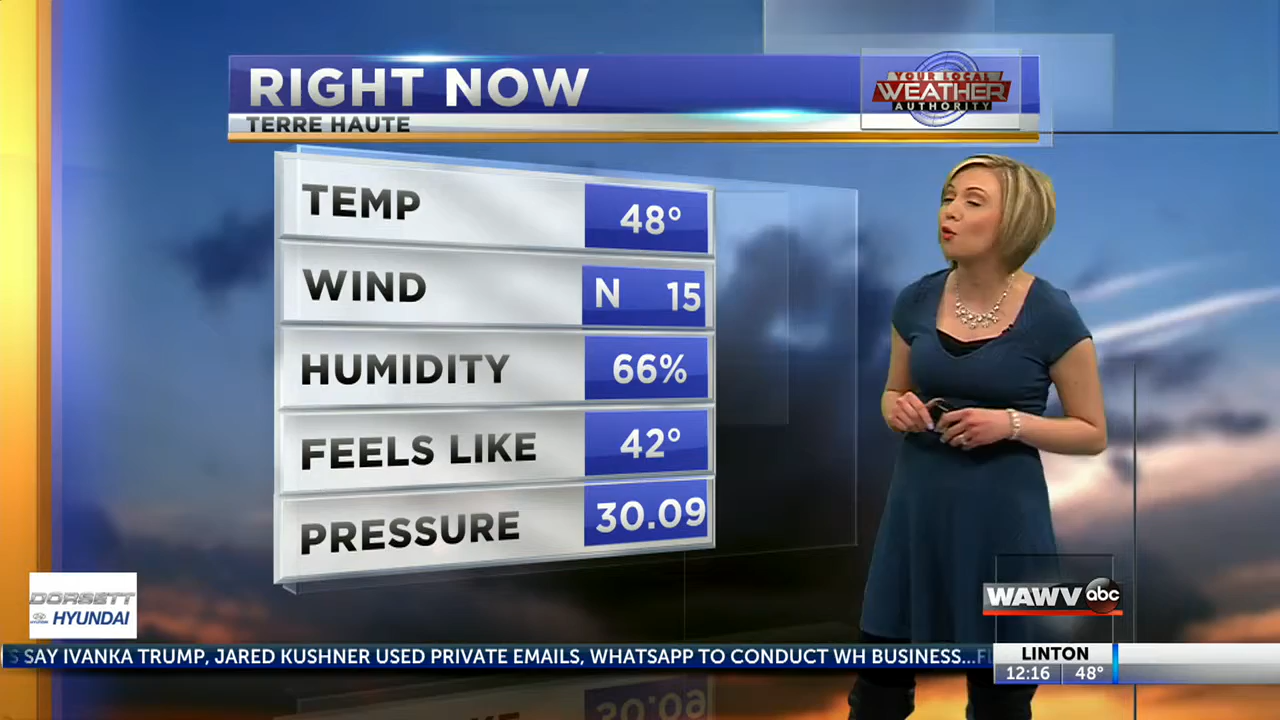 RIGHT NOW
TERRE HAUTE
YOUR LOCAL
WEATHER
AUTHORITY
TEMP 48°
WIND N 15
HUMIDITY 66%
FEELS LIKE 42°
PRESSURE 30.09
30.09
DORSETT
HYUNDAI
WAWV abc
S SAY IVANKA TRUMP, JARED KUSHNER USED PRIVATE EMAILS, WHATSAPP TO CONDUCT WH BUSINESS...F
LINTON
12:16 48°